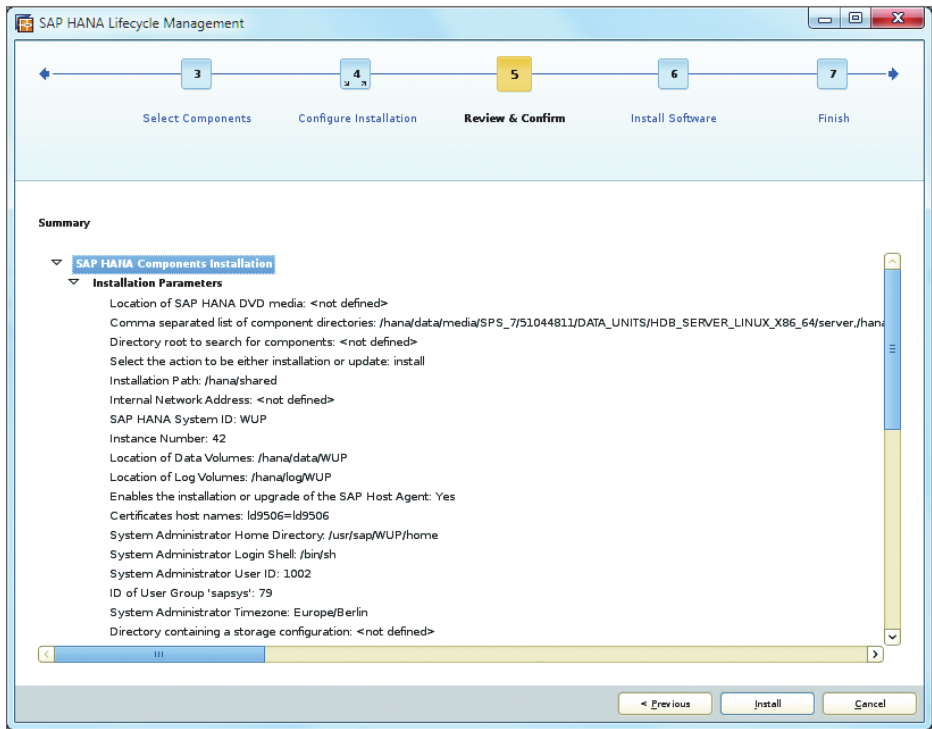 SAP HANA Lifecycle Management
3 4 5 6 7
Select Components Configure Installation Review & Confirm Install Software Finish
Summary
SAP HANA Components Installation
Installation Parameters
Location of SAP HANA DVD media: <not defined>
Comma separated list of component directories: /hana/data/media/SPS_7/51044811/DATA_UNITS/HDB_SERVER_LINUX_X86_64/server,/hana
Directory root to search for components: <not defined>
Select the action to be either installation or update: install
Installation Path: /hana/shared
Internal Network Address: <not defined>
SAP HANA System ID: WUP
Instance Number: 42
Location of Data Volumes: /hana/data/WUP
Location of Log Volumes: /hana/log/WUP
Enables the installation or upgrade of the SAP Host Agent: Yes
Certificates host names: ld9506=ld9506
System Administrator Home Directory: /usr/sap/WUP/home
System Administrator Login Shell: /bin/sh
System Administrator User ID: 1002
ID of User Group 'sapsys': 79
System Administrator Timezone: Europe/Berlin
Directory containing a storage configuration: <not defined>
< Previous Install Cancel